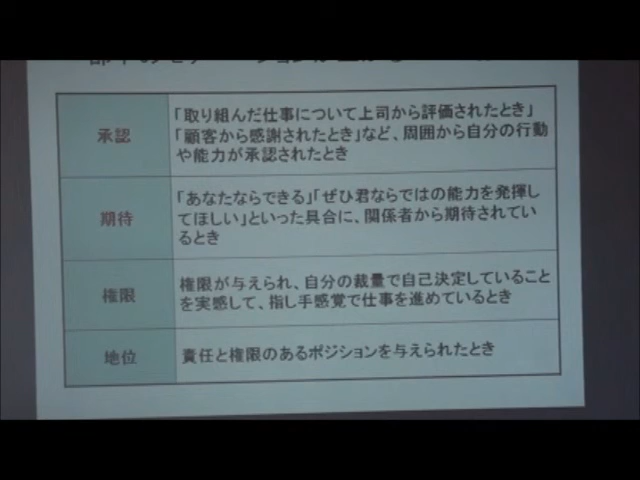 承認
「取り組んだ仕事について上司から評価されたとき」
「顧客から感謝されたとき」など、周囲から自分の行動
や能力が承認されたとき
期待
「あなたならできる」「ぜひ君ならではの能力を発揮し
てほしい」といった具合に、関係者から期待されてい
るとき
権限
権限が与えられ、自分の裁量で自己決定していること
を実感して、指し手感覚で仕事を進めているとき
地位
責任と権限のあるポジションを与えられたとき